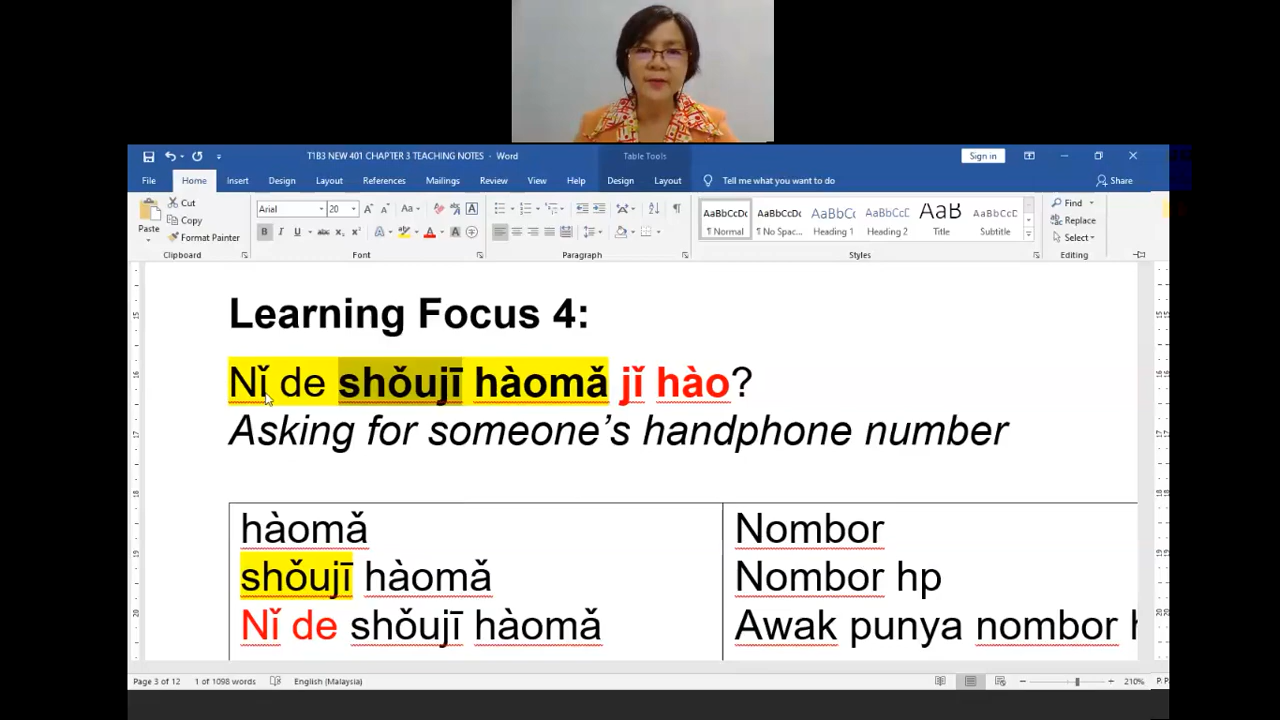 T1B3 NEW 401 CHAPTER 3 TEACHING NOTES - Word
Table Tools
Sign in
File Home Insert Design Layout References Mailings Review View Help Design Layout Tell me what you want to do Share
Paste
Cut
Copy
Format Painter
Clipboard
Arial 20
Font
Paragraph
AaBbCcDc
¶ Normal
AaBbCcDc
¶ No Spac...
AaBbCc
Heading 1
AaBbCcD
Heading 2
AaB
Title
AaBbCcD
Subtitle
Styles
Find
Replace
Select
Editing
Learning Focus 4:
Nǐ de shǒujī hàomǎ jǐ hào?
Asking for someone’s handphone number
hàomǎ Nombor
shǒujī hàomǎ Nombor hp
Nǐ de shǒujī hàomǎ Awak punya nombor h
Page 3 of 12 1 of 1098 words English (Malaysia) 210%